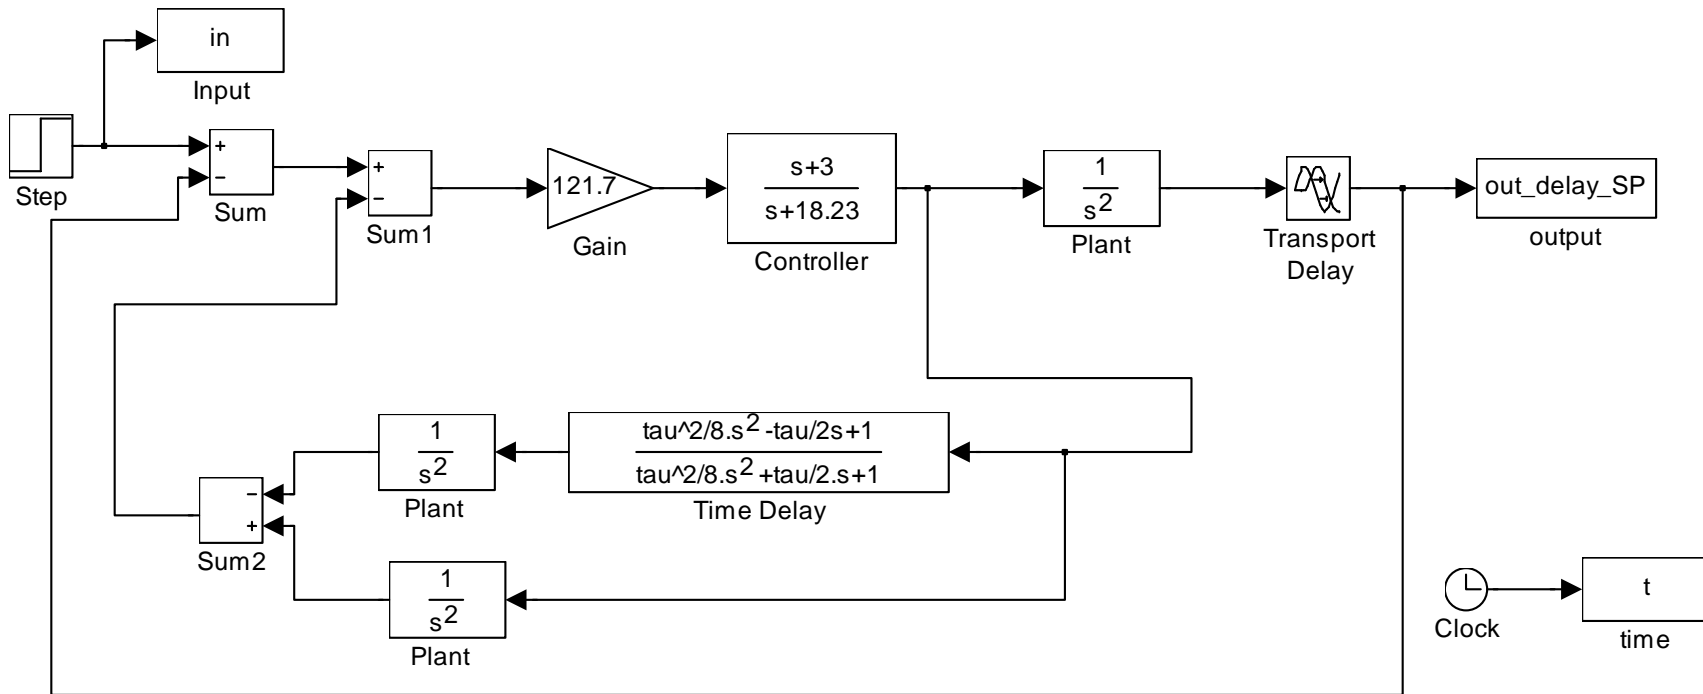 in
Input
Step
+
−
Sum
+
−
Sum1
121.7
Gain
s+3
s+18.23
Controller
1
s2
Plant
Transport
Delay
out_delay_SP
output
1
s2
Plant
tau^2/8.s2 -tau/2s+1
tau^2/8.s2 +tau/2.s+1
Time Delay
−
+
Sum2
1
s2
Plant
Clock
t
time